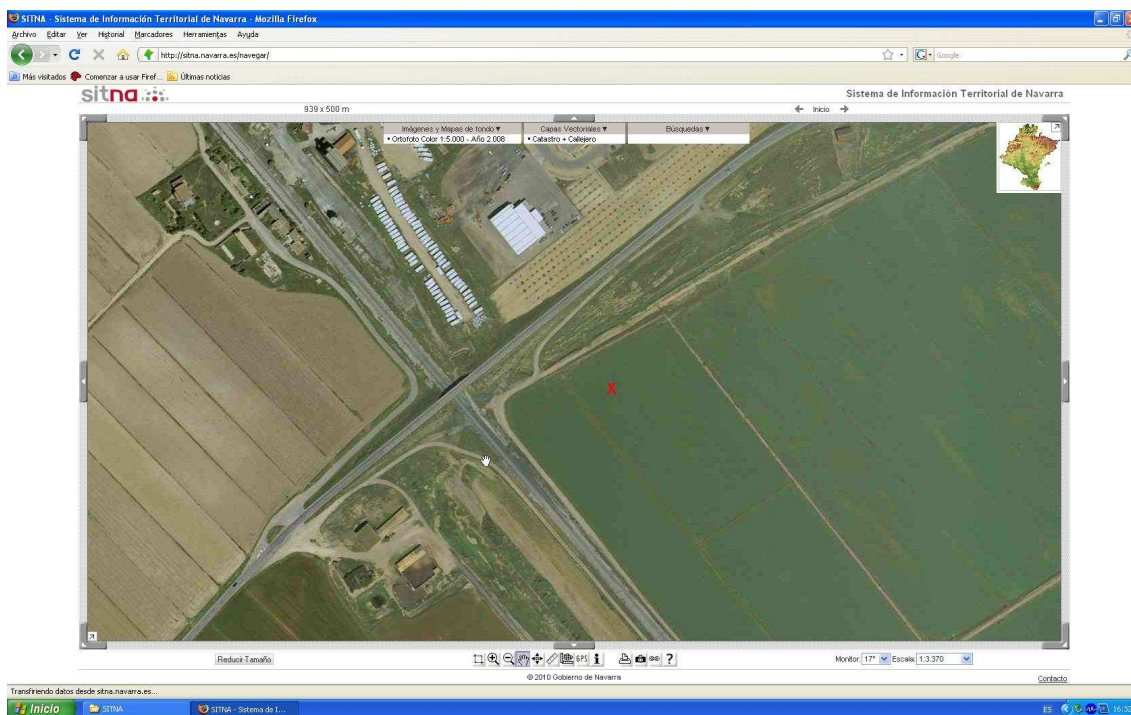 SITNA - Sistema de Información Territorial de Navarra - Mozilla Firefox
Archivo Editar Ver Historial Marcadores Herramientas Ayuda
http://sitna.navarra.es/navegar/
Google
Más visitados Comenzar a usar Firef... Últimas noticias
sitna
Sistema de Información Territorial de Navarra
939 x 500 m
Inicio
Imágenes y Mapas de fondo ▼ Capas Vectoriales ▼ Búsquedas ▼
• Ortofoto Color 1:5.000 - Año 2.008 • Catastro + Callejero
X
Reducir Tamaño
GPS
i
?
Monitor: 17" Escala: 1:3.370
© 2010 Gobierno de Navarra
Contacto
Transfiriendo datos desde sitna.navarra.es...
Inicio SITNA SITNA - Sistema de I... ES 16:30